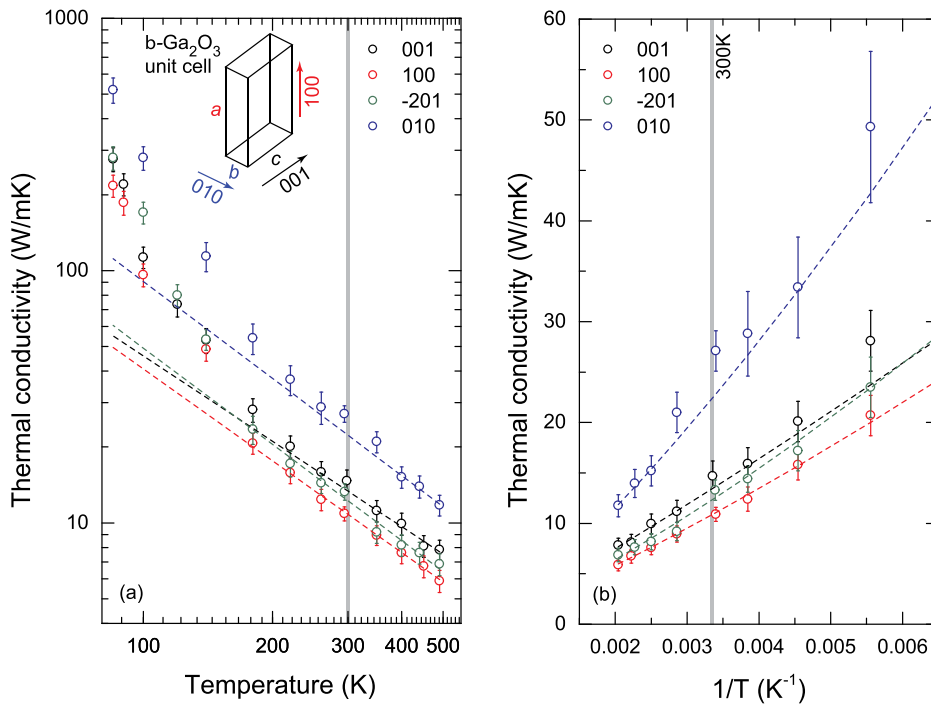 1000
100
10
Thermal conductivity (W/mK)
b-Ga2O3
unit cell
a
b
c
100
010
001
001
100
-201
010
(a)
100
200
300
400
500
Temperature (K)
60
50
40
30
20
10
0
Thermal conductivity (W/mK)
001
100
-201
010
300K
(b)
0.002
0.003
0.004
0.005
0.006
1/T (K-1)